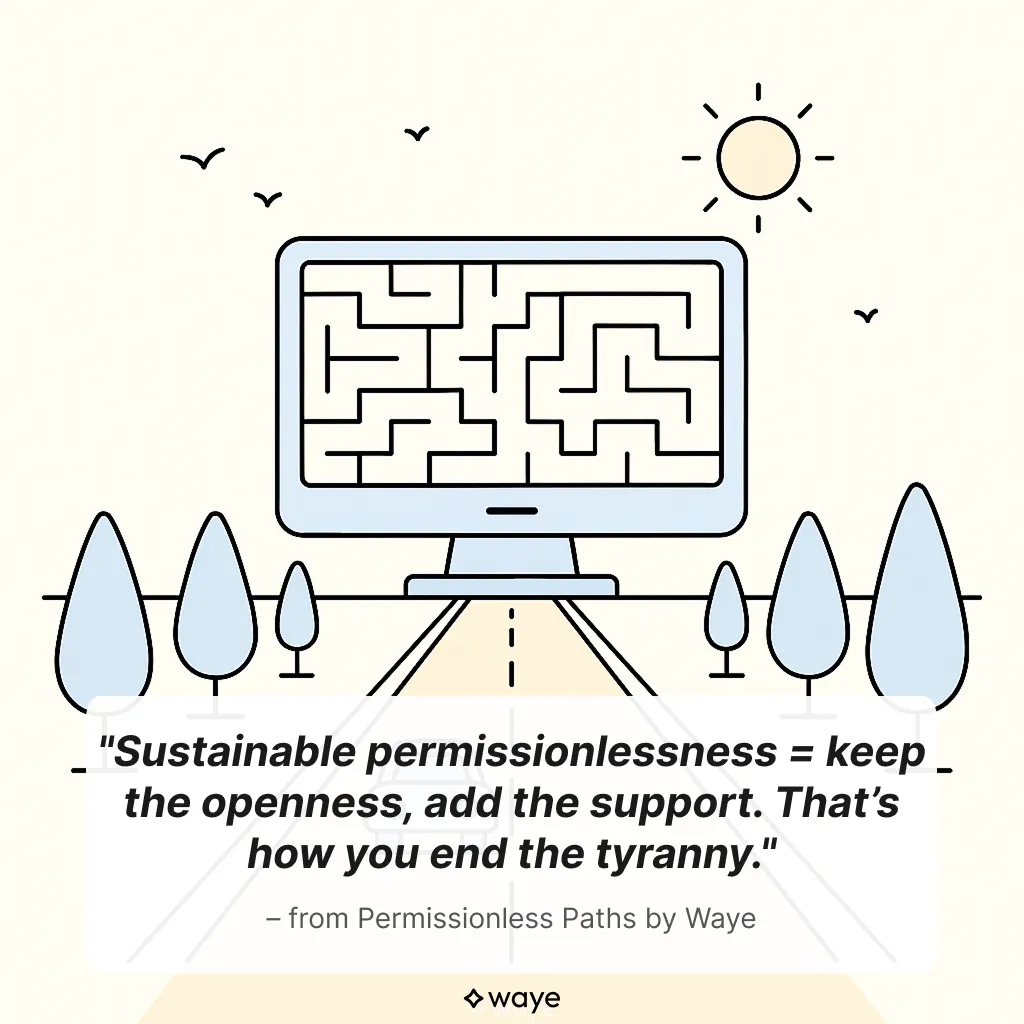 "Sustainable permissionlessness = keep
the openness, add the support. That’s
how you end the tyranny."
– from Permissionless Paths by Waye
waye